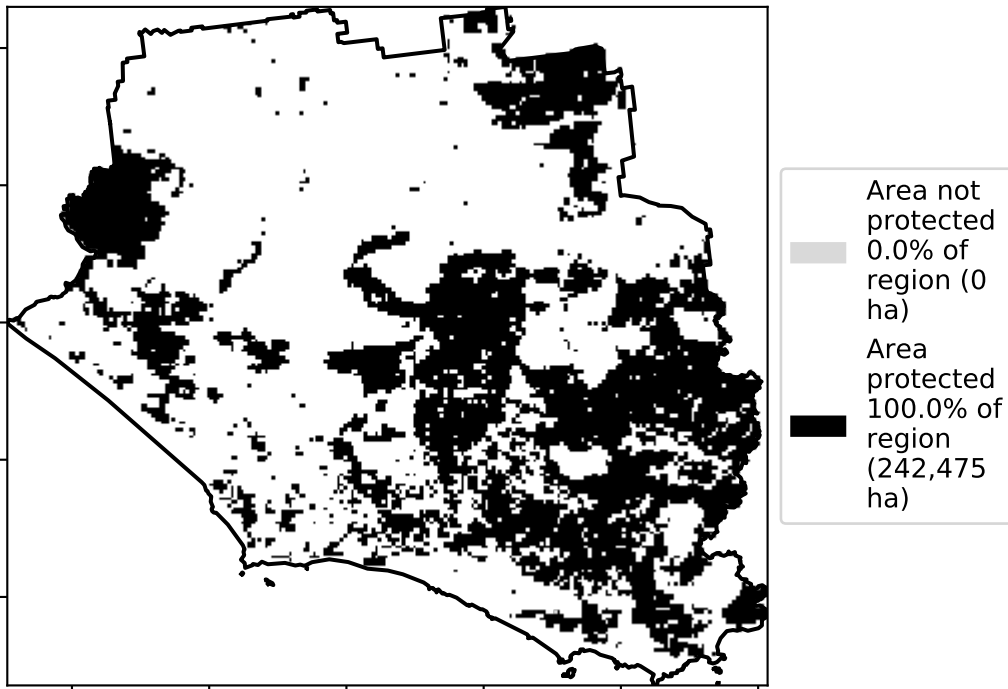 Area not
protected
0.0% of
region (0
ha)
Area
protected
100.0% of
region
(242,475
ha)